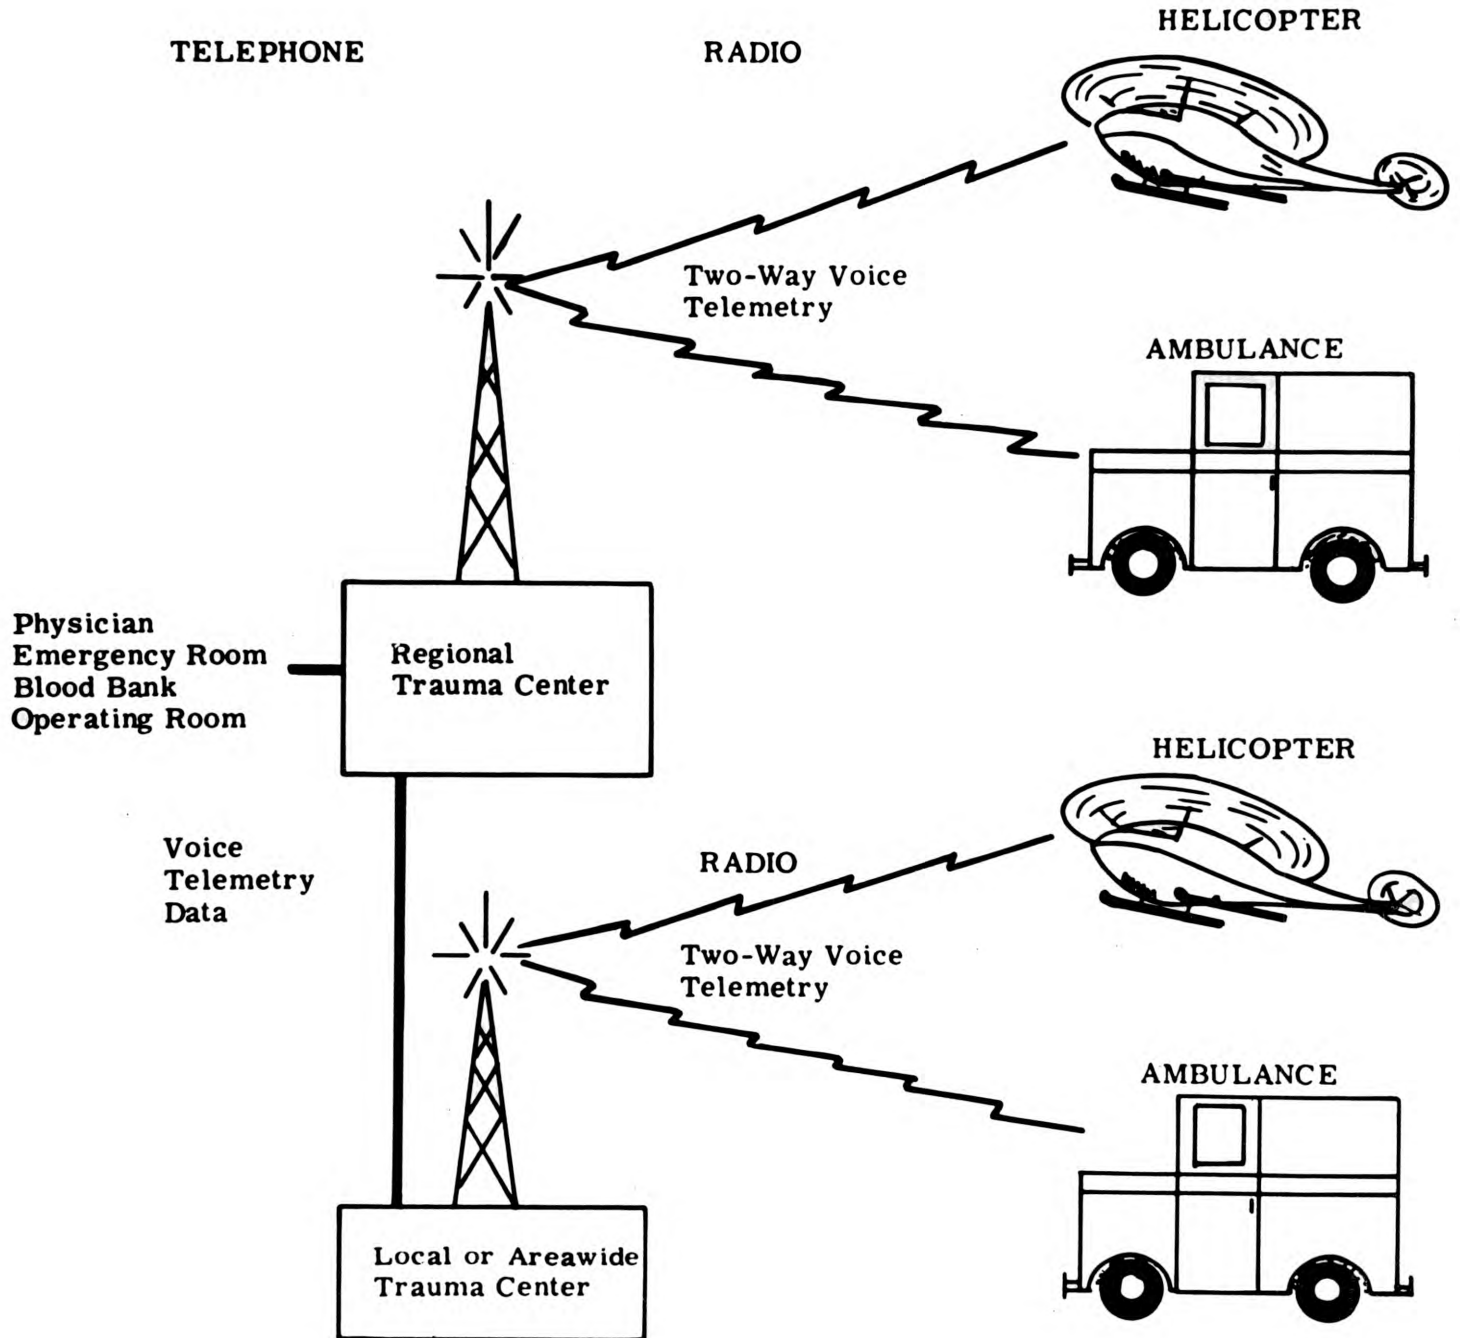 TELEPHONE
RADIO
HELICOPTER
Two-Way Voice
Telemetry
AMBULANCE
Physician
Emergency Room
Blood Bank
Operating Room
Regional
Trauma Center
HELICOPTER
Voice
Telemetry
Data
RADIO
Two-Way Voice
Telemetry
AMBULANCE
Local or Areawide
Trauma Center